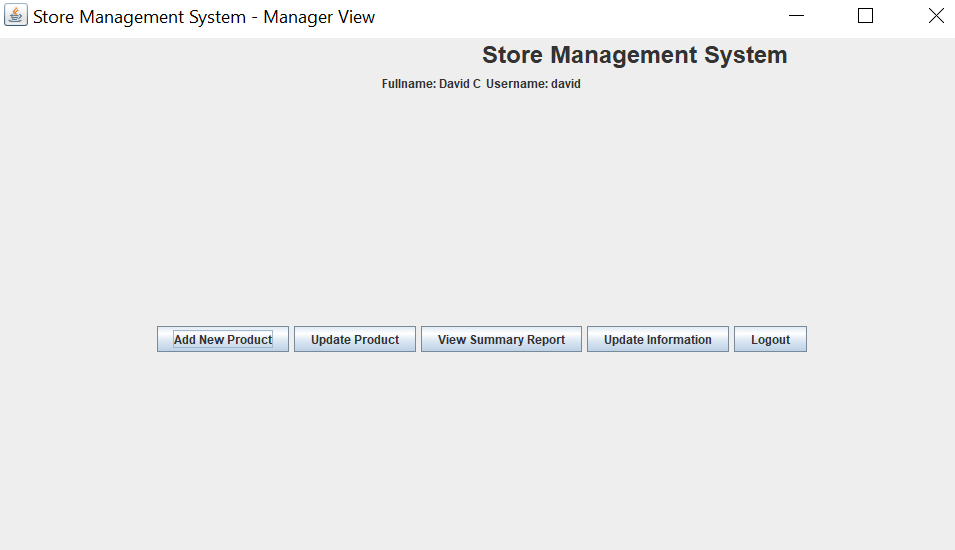 Store Management System - Manager View
Store Management System
Fullname: David C Username: david
Add New Product Update Product View Summary Report Update Information Logout